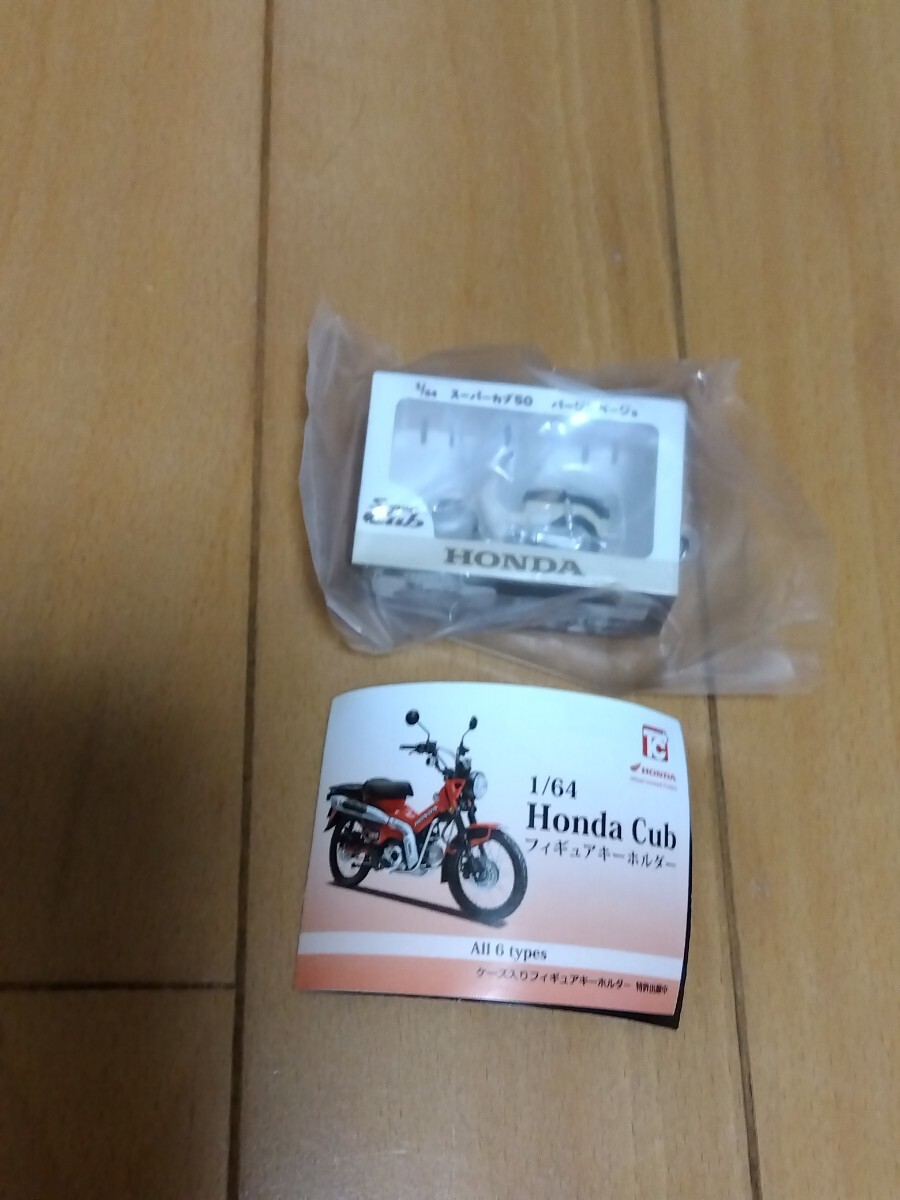 1/64 スーパーカブ50 バージンベージュ
Super Cub
HONDA
TC
HONDA
1/64
Honda Cub
フィギュアキーホルダー
All 6 types
ケース入りフィギュアキーホルダー 特許出願中